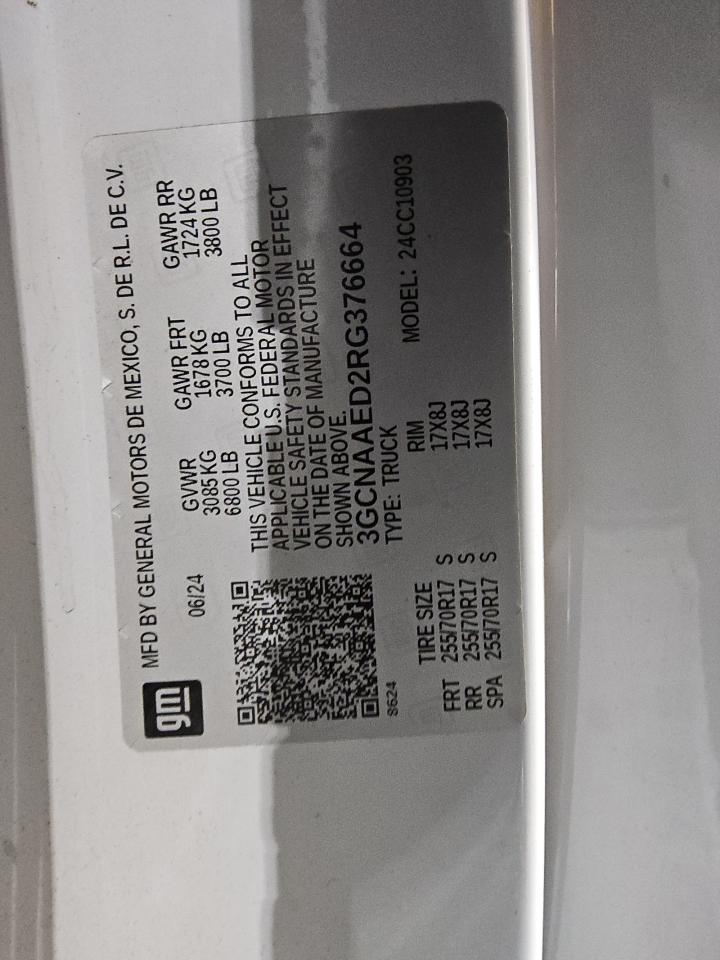 gm
MFD BY GENERAL MOTORS DE MEXICO, S. DE R.L. DE C.V.
06/24
GVWR GAWR FRT GAWR RR
3085 KG 1678 KG 1724 KG
6800 LB 3700 LB 3800 LB
THIS VEHICLE CONFORMS TO ALL
APPLICABLE U.S. FEDERAL MOTOR
VEHICLE SAFETY STANDARDS IN EFFECT
ON THE DATE OF MANUFACTURE
SHOWN ABOVE.
3GCNAAED2RG376664
TYPE: TRUCK MODEL: 24CC10903
8624
TIRE SIZE RIM
FRT 255/70R17 S 17X8J
RR 255/70R17 S 17X8J
SPA 255/70R17 S 17X8J